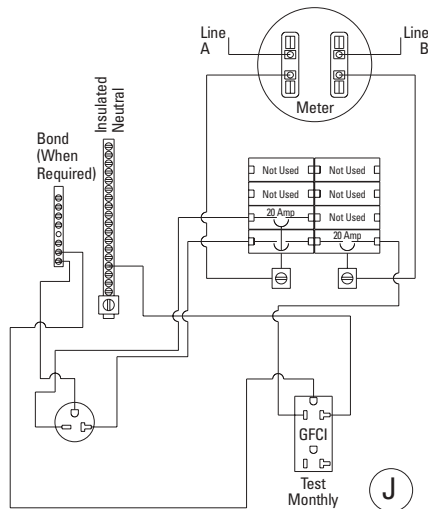 Line
A
Line
B
Meter
Insulated
Neutral
Bond
(When
Required)
Not Used
Not Used
Not Used
Not Used
20 Amp
Not Used
20 Amp
GFCI
Test
Monthly
J